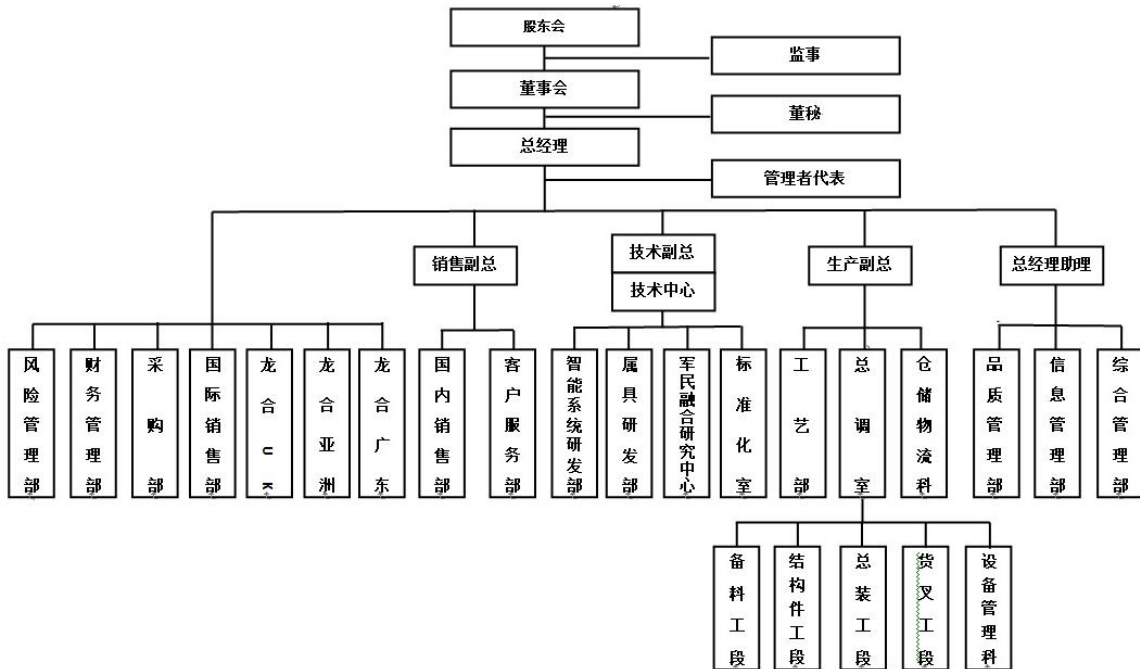 股东会
监事
董事会
董秘
总经理
管理者代表
销售副总
技术副总
技术中心
生产副总
总经理助理
风险管理部
财务管理部
采购部
国际销售部
龙合UK
龙合亚洲
龙合广东
国内销售部
客户服务部
智能系统研发部
属具研发部
军民融合研究中心
标准化室
工艺部
总调室
仓储物流科
品质管理部
信息管理部
综合管理部
备料工段
结构件工段
总装工段
货叉工段
设备管理科